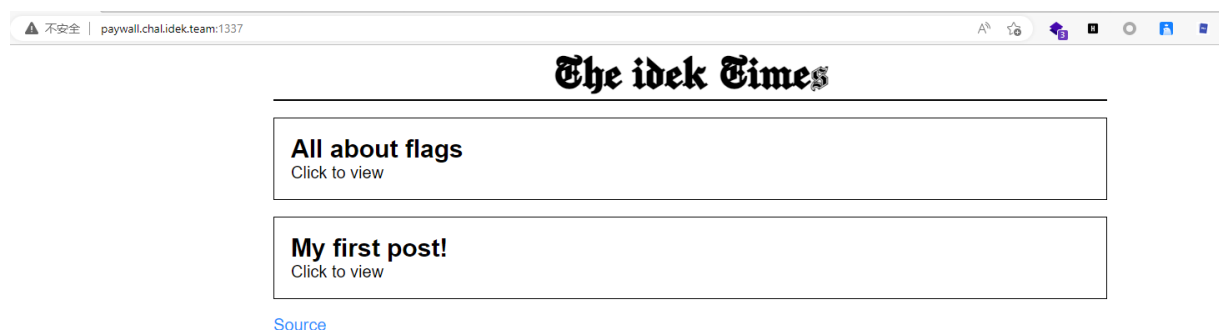 不安全 paywall.chal.idek.team:1337
The idek Times
All about flags
Click to view
My first post!
Click to view
Source